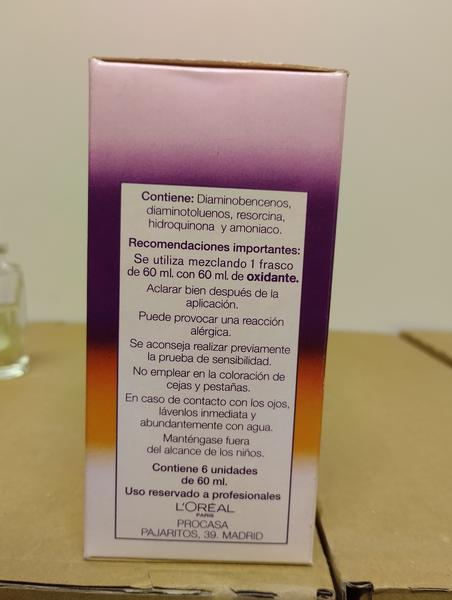 Contiene: Diaminobencenos,
diaminotoluenos, resorcina,
hidroquinona y amoniaco.
Recomendaciones importantes:
Se utiliza mezclando 1 frasco
de 60 ml. con 60 ml. de oxidante.
Aclarar bien después de la
aplicación.
Puede provocar una reacción
alérgica.
Se aconseja realizar previamente
la prueba de sensibilidad.
No emplear en la coloración de
cejas y pestañas.
En caso de contacto con los ojos,
lávenlos inmediata y
abundantemente con agua.
Manténgase fuera
del alcance de los niños.
Contiene 6 unidades
de 60 ml.
Uso reservado a profesionales
L'ORÉAL
PARIS
PROCASA
PAJARITOS, 39. MADRID